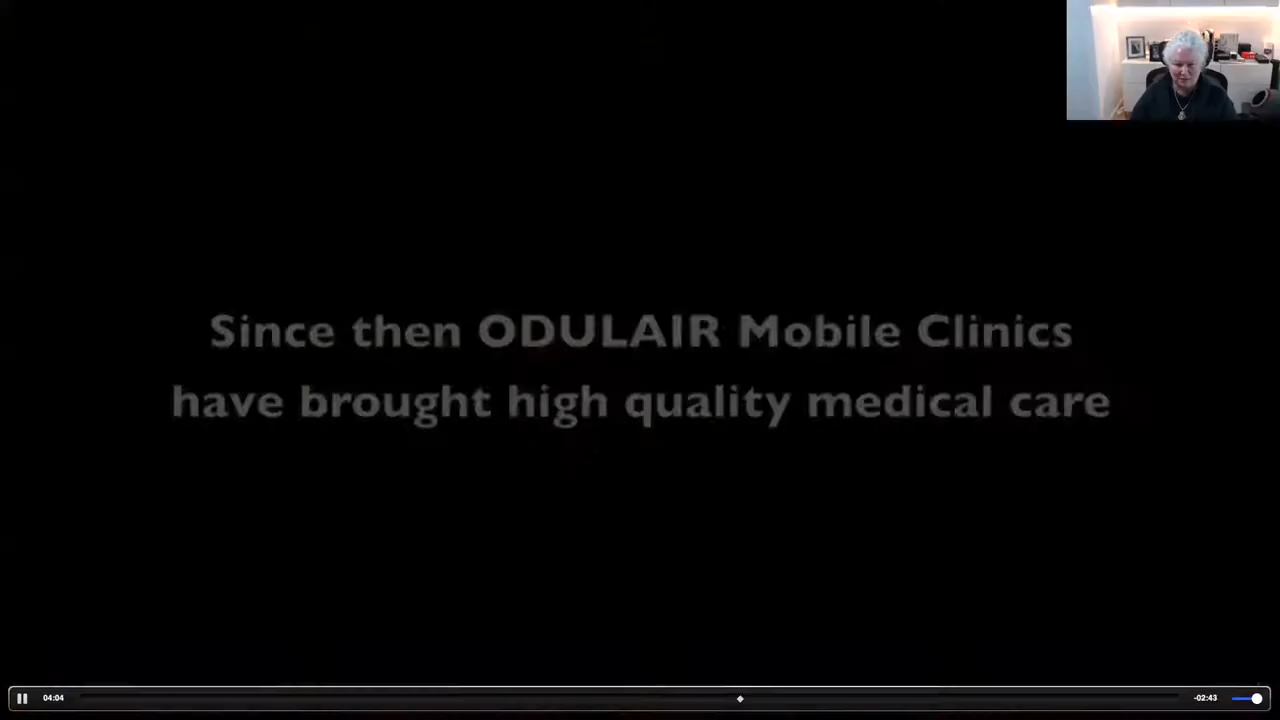 Since then ODULAIR Mobile Clinics
have brought high quality medical care
04:04
-02:43